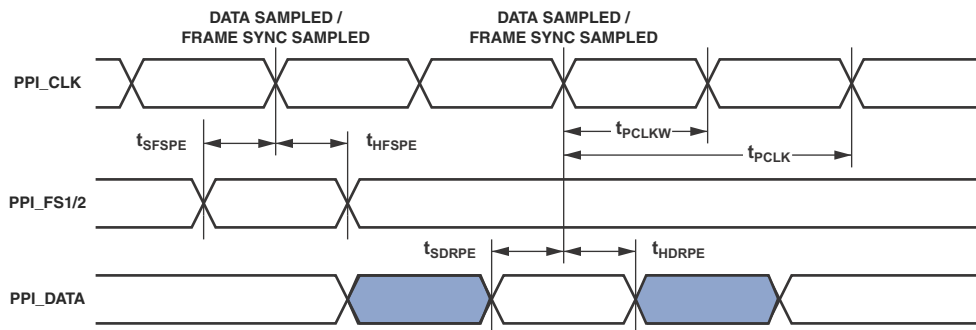 DATA SAMPLED /
FRAME SYNC SAMPLED
DATA SAMPLED /
FRAME SYNC SAMPLED
PPI_CLK
tSFSPE
tHFSPE
tPCLKW
tPCLK
PPI_FS1/2
tSDRPE
tHDRPE
PPI_DATA